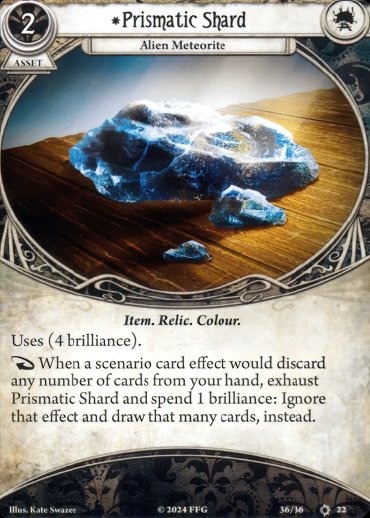 2
*Prismatic Shard
Alien Meteorite
ASSET
Item. Relic. Colour.
Uses (4 brilliance).
When a scenario card effect would discard
any number of cards from your hand, exhaust
Prismatic Shard and spend 1 brilliance: Ignore
that effect and draw that many cards, instead.
Illus. Kate Swazee
© 2024 FFG
36/36
22